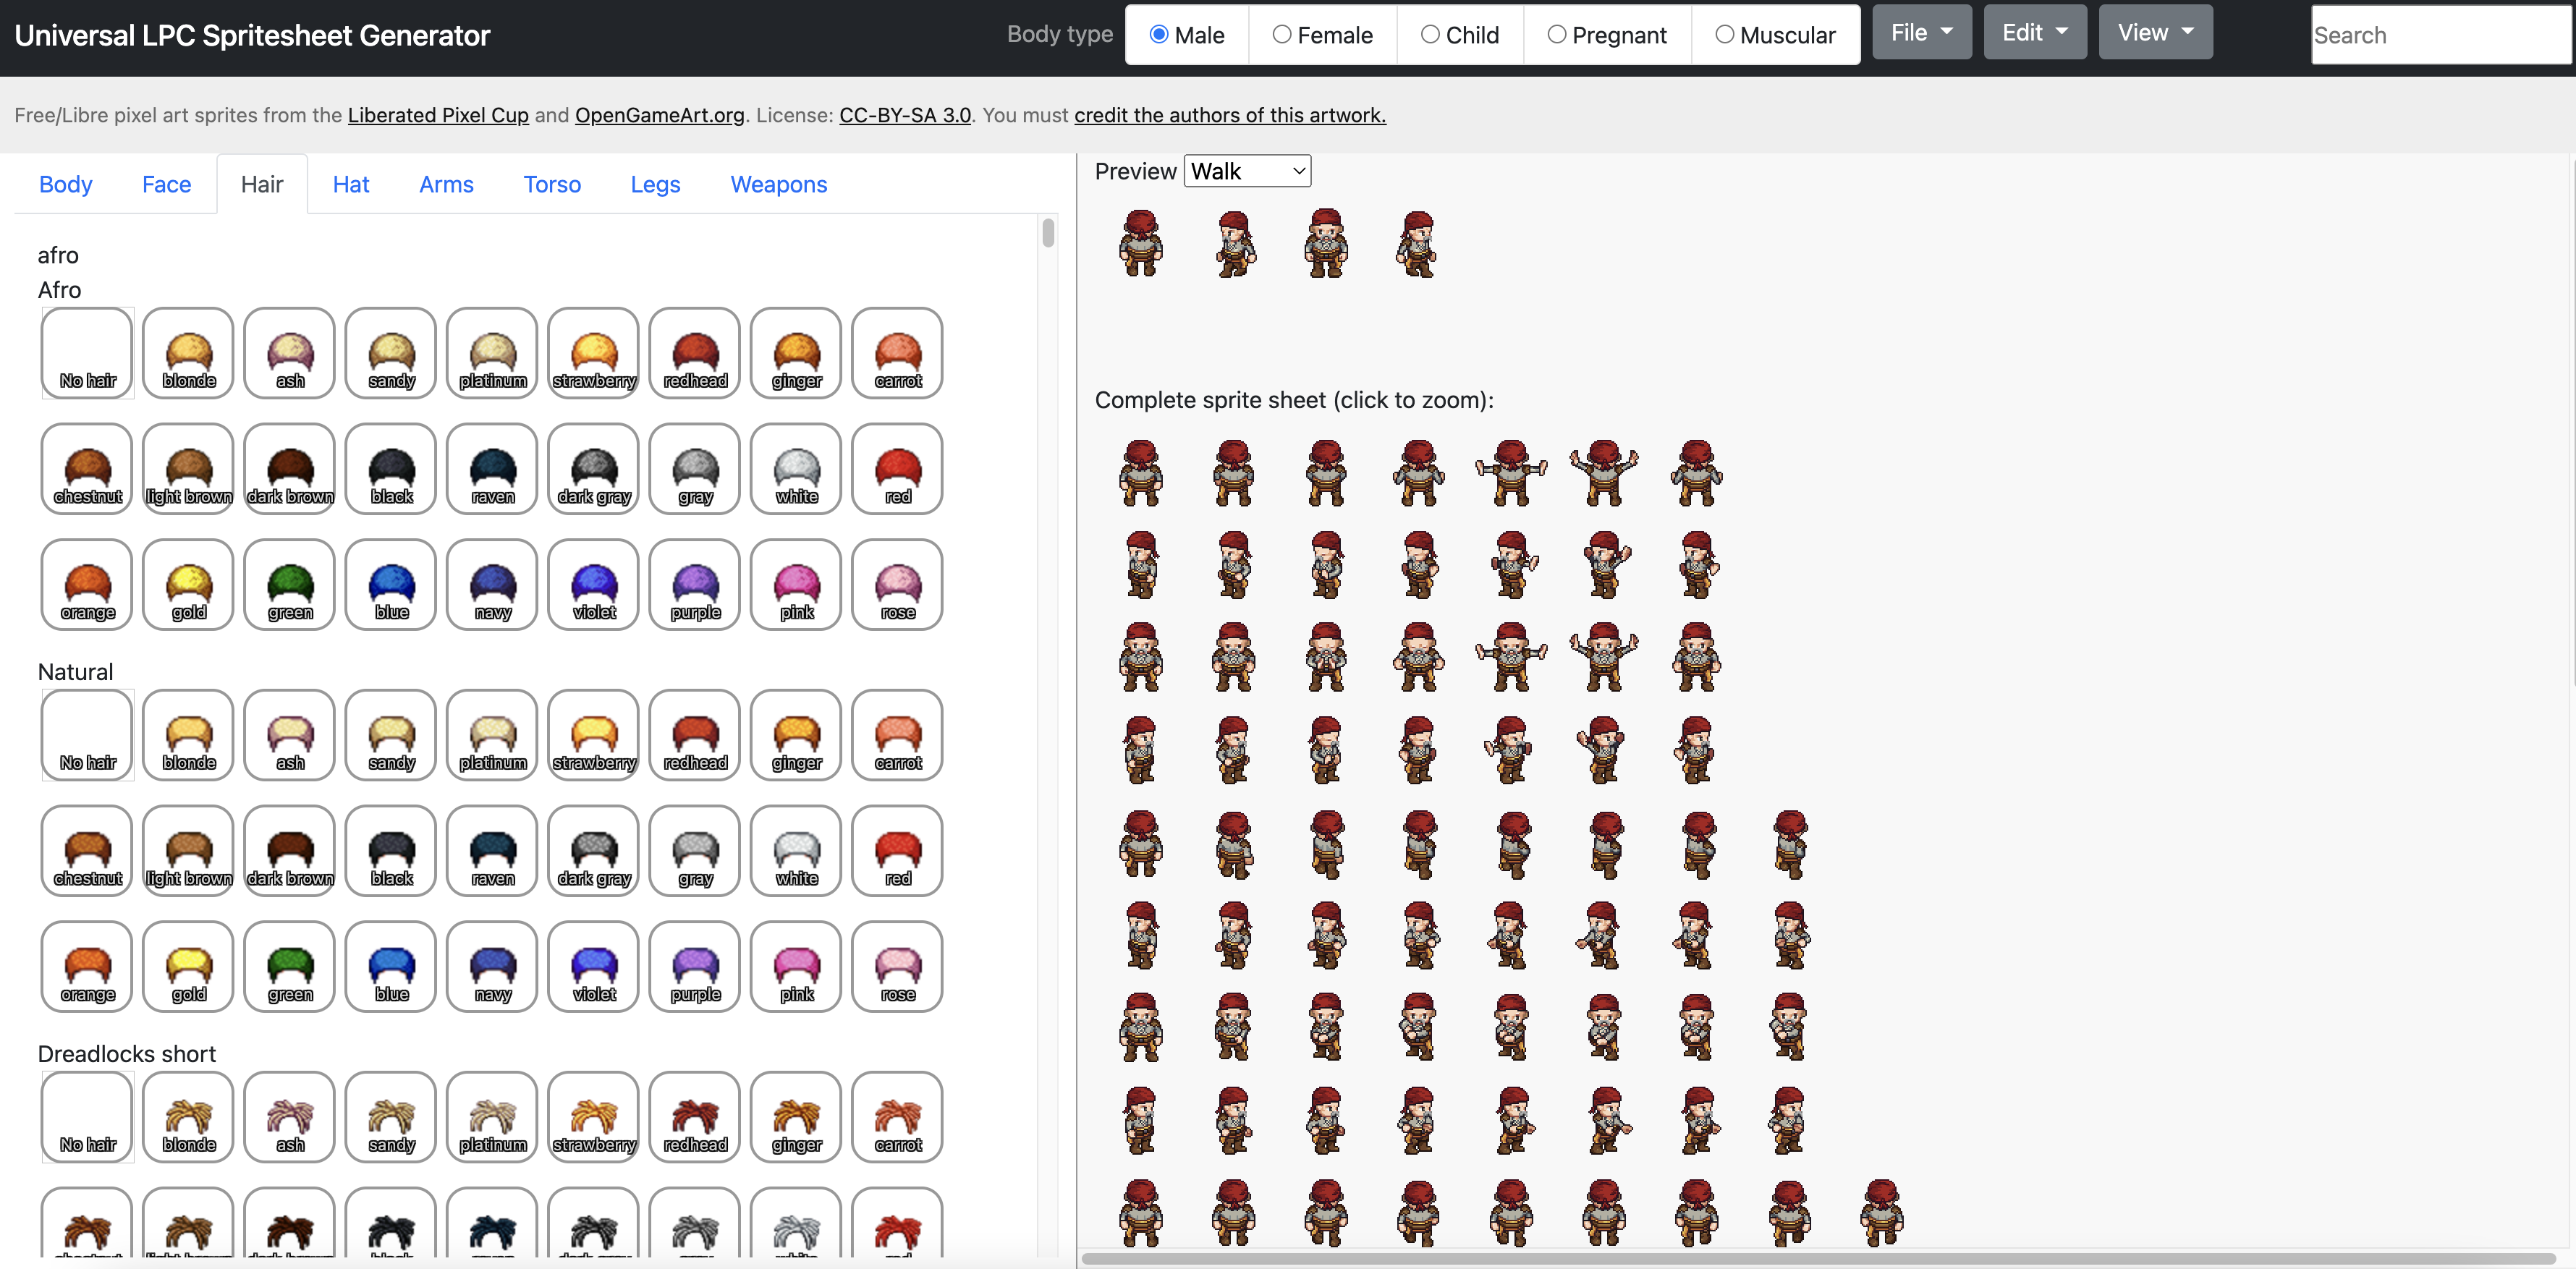 Universal LPC Spritesheet Generator
Body type Male Female Child Pregnant Muscular File Edit View Search
Free/Libre pixel art sprites from the Liberated Pixel Cup and OpenGameArt.org. License: CC-BY-SA 3.0. You must credit the authors of this artwork.
Body Face Hair Hat Arms Torso Legs Weapons
afro
Afro
No hair blonde ash sandy platinum strawberry redhead ginger carrot
chestnut light brown dark brown black raven dark gray gray white red
orange gold green blue navy violet purple pink rose
Natural
No hair blonde ash sandy platinum strawberry redhead ginger carrot
chestnut light brown dark brown black raven dark gray gray white red
orange gold green blue navy violet purple pink rose
Dreadlocks short
No hair blonde ash sandy platinum strawberry redhead ginger carrot
Preview Walk
Complete sprite sheet (click to zoom):